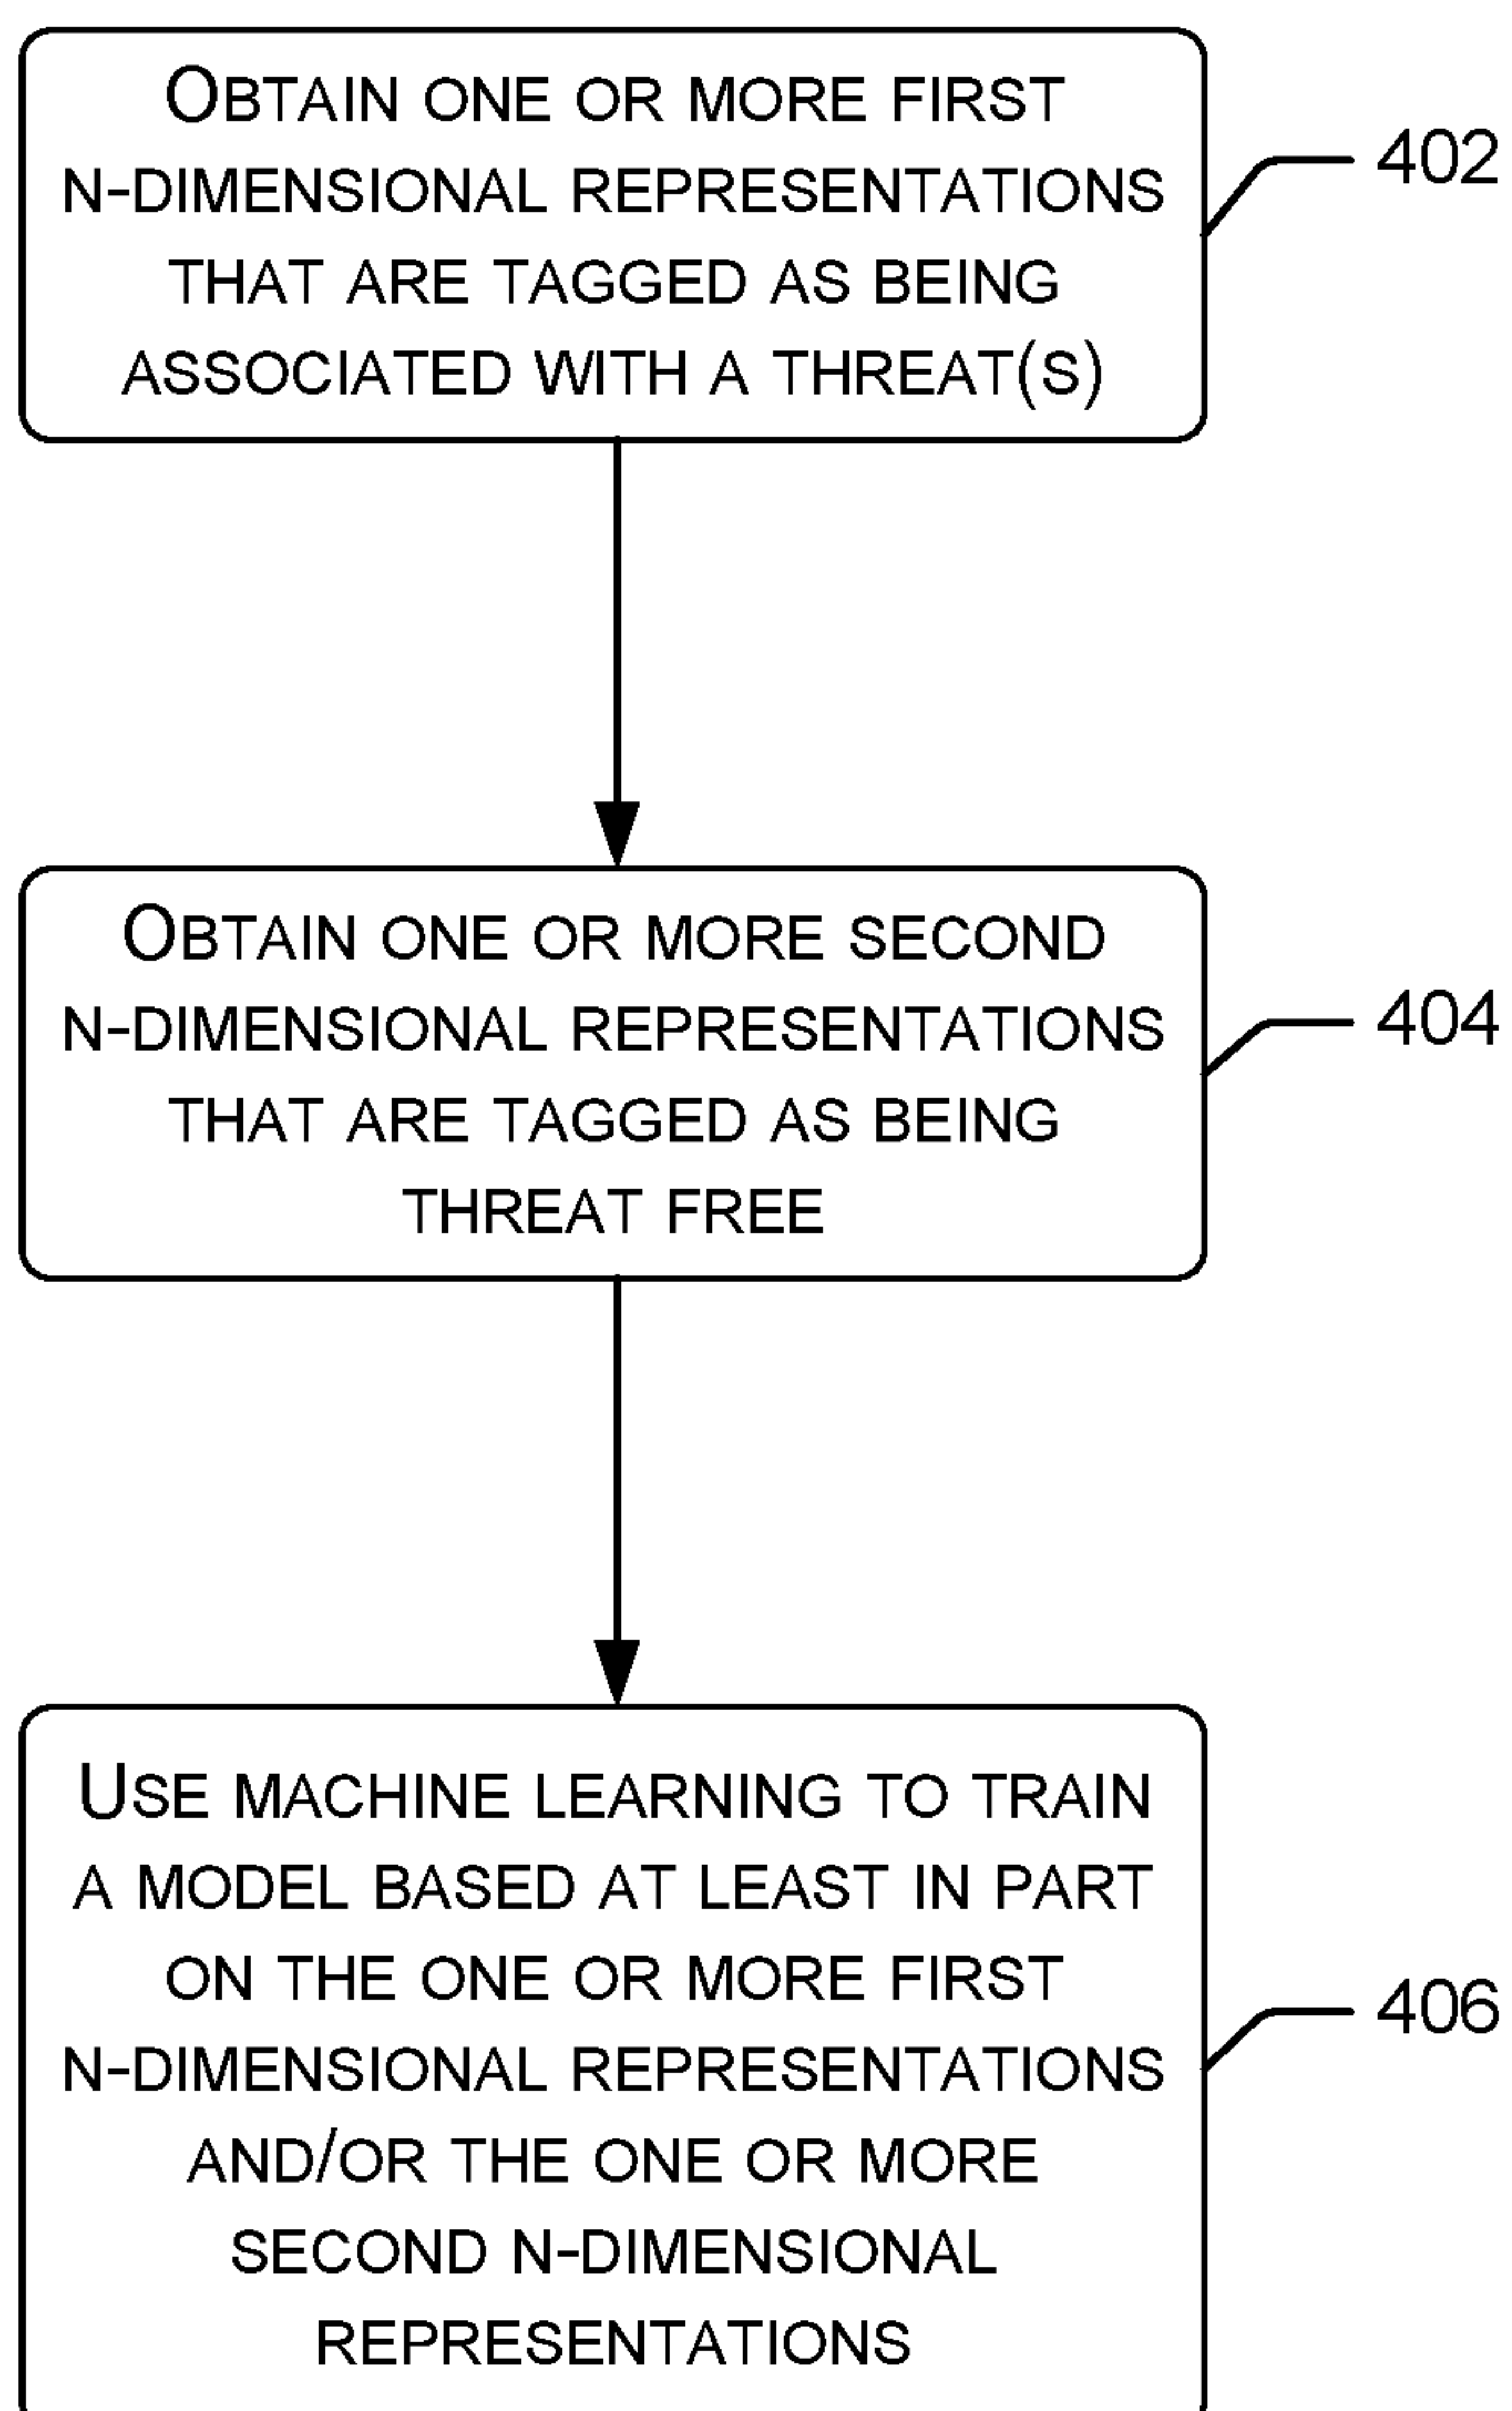 Obtain one or more first
n-dimensional representations
that are tagged as being
associated with a threat(s)
402
Obtain one or more second
n-dimensional representations
that are tagged as being
threat free
404
Use machine learning to train
a model based at least in part
on the one or more first
n-dimensional representations
and/or the one or more
second n-dimensional
representations
406